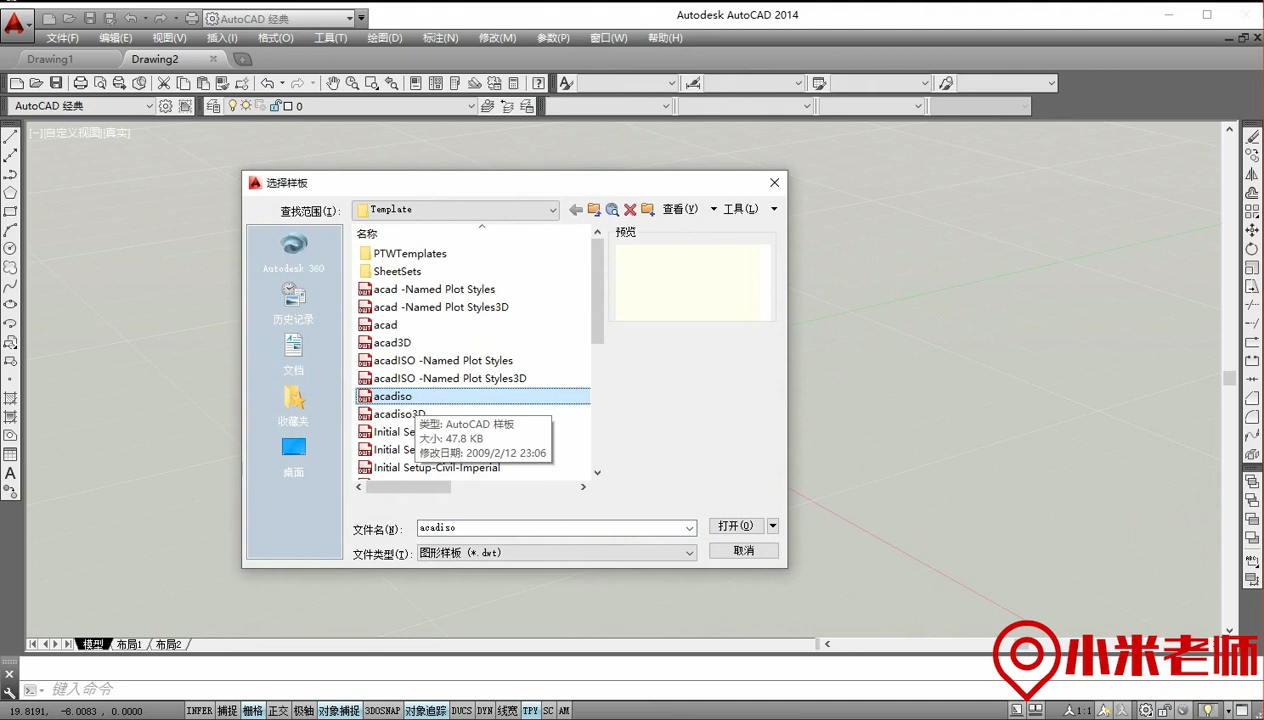 AutoCAD 经典
Autodesk AutoCAD 2014
文件(F) 编辑(E) 视图(V) 插入(I) 格式(O) 工具(T) 绘图(D) 标注(N) 修改(M) 参数(P) 窗口(W) 帮助(H)
Drawing1 Drawing2
AutoCAD 经典
0
[−]自定义视图[真实]
选择样板
查找范围(I): Template
查看(V) 工具(L)
名称
预览
PTWTemplates
SheetSets
acad -Named Plot Styles
acad -Named Plot Styles3D
acad
acad3D
acadISO -Named Plot Styles
acadISO -Named Plot Styles3D
acadiso
acadiso3D
Initial Se
Initial Se
Initial Setup-Civil-Imperial
类型: AutoCAD 样板
大小: 47.8 KB
修改日期: 2009/2/12 23:06
Autodesk 360
历史记录
文档
收藏夹
桌面
文件名(N): acadiso
打开(O)
文件类型(T): 图形样板 (*.dwt)
取消
A
模型 布局1 布局2
小米老师
键入命令
19.8191, -8.0083 , 0.0000
INFER 捕捉 栅格 正交 极轴 对象捕捉 3DOSNAP 对象追踪 DUCS DYN 线宽 TPY SC AM
1:1